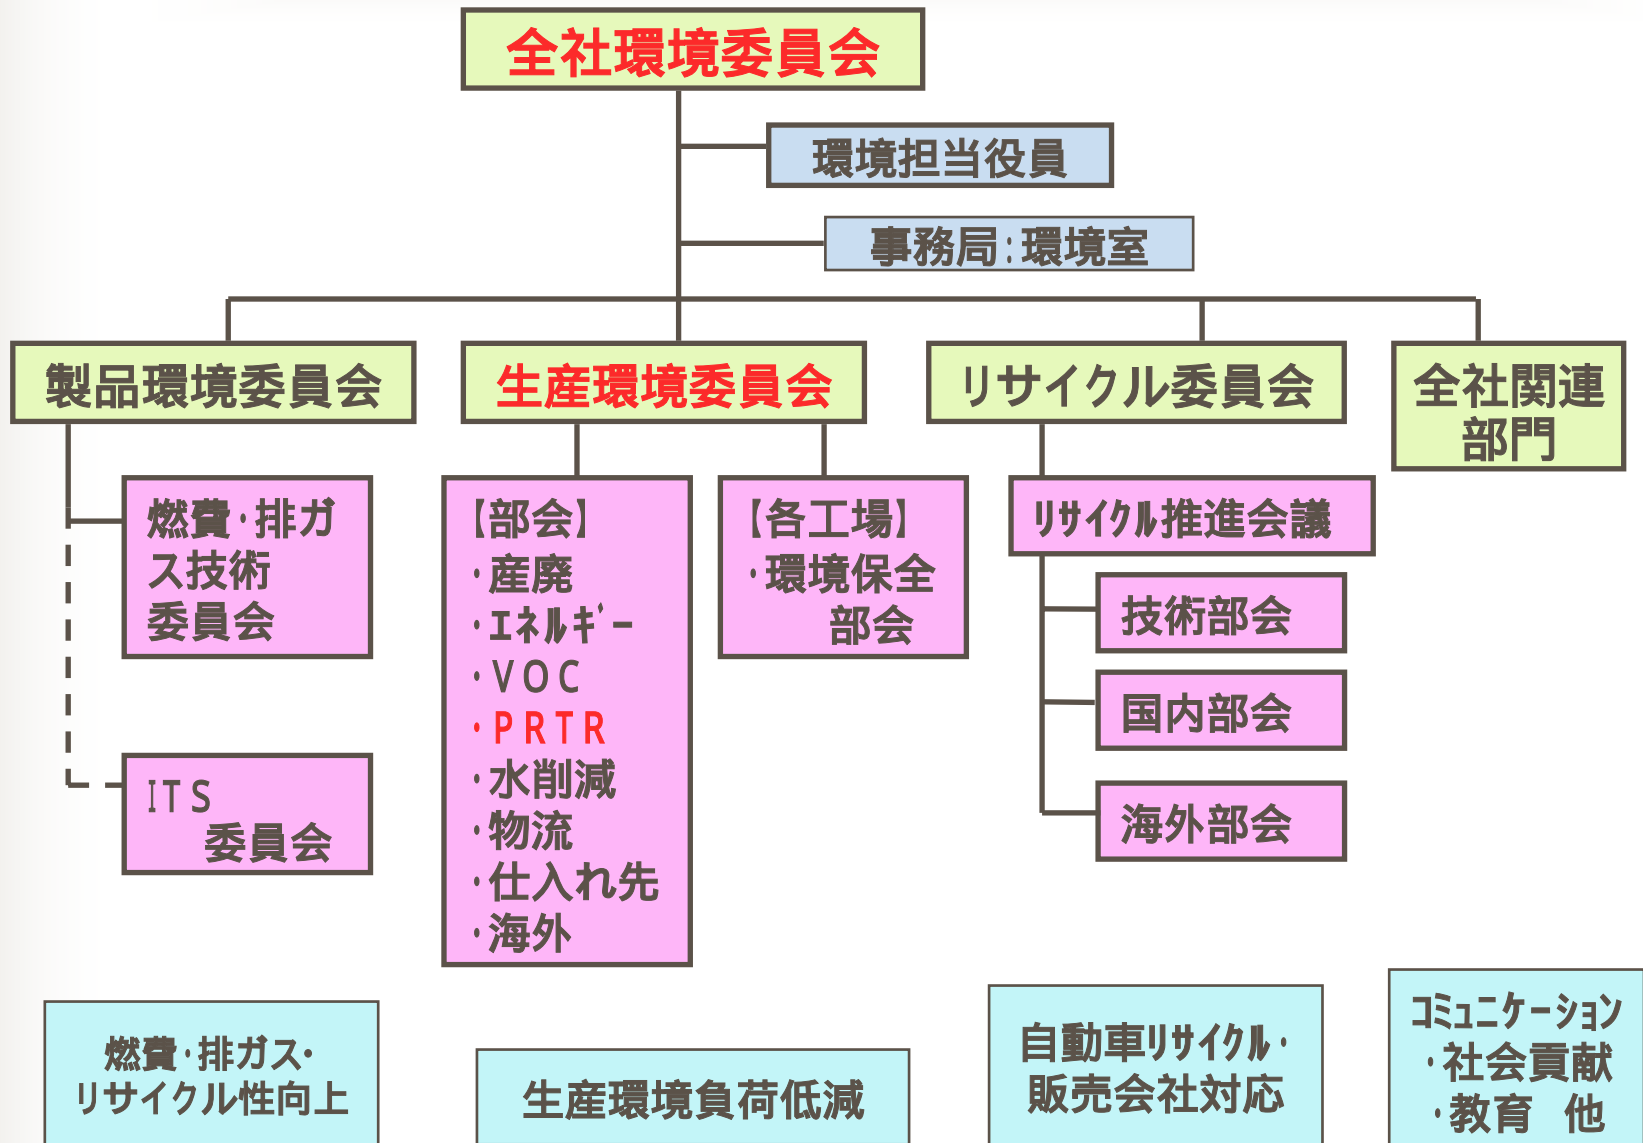 全社環境委員会
環境担当役員
事務局：環境室
製品環境委員会
生産環境委員会
リサイクル委員会
全社関連
部門
燃費・排ガ
ス技術
委員会
ITS
委員会
【部会】
・産廃
・ｴﾈﾙｷﾞｰ
・VOC
・PRTR
・水削減
・物流
・仕入れ先
・海外
【各工場】
・環境保全
部会
ﾘｻｲｸﾙ推進会議
技術部会
国内部会
海外部会
燃費・排ガス・
リサイクル性向上
生産環境負荷低減
自動車ﾘｻｲｸﾙ・
販売会社対応
ｺﾐｭﾆｹｰｼｮﾝ
・社会貢献
・教育　他